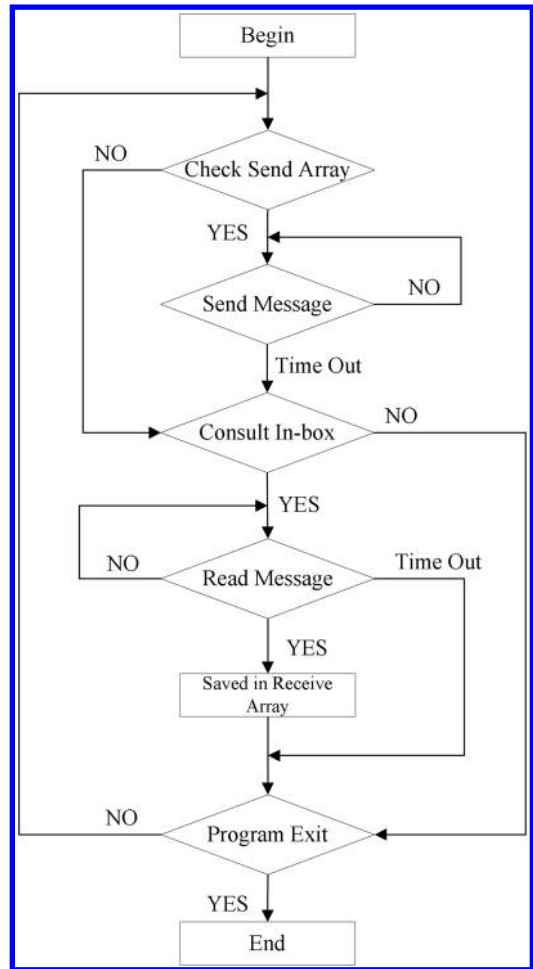 Begin
NO
Check Send Array
YES
NO
Send Message
Time Out
NO
Consult In-box
YES
NO
Time Out
Read Message
YES
Saved in Receive
Array
NO
Program Exit
YES
End